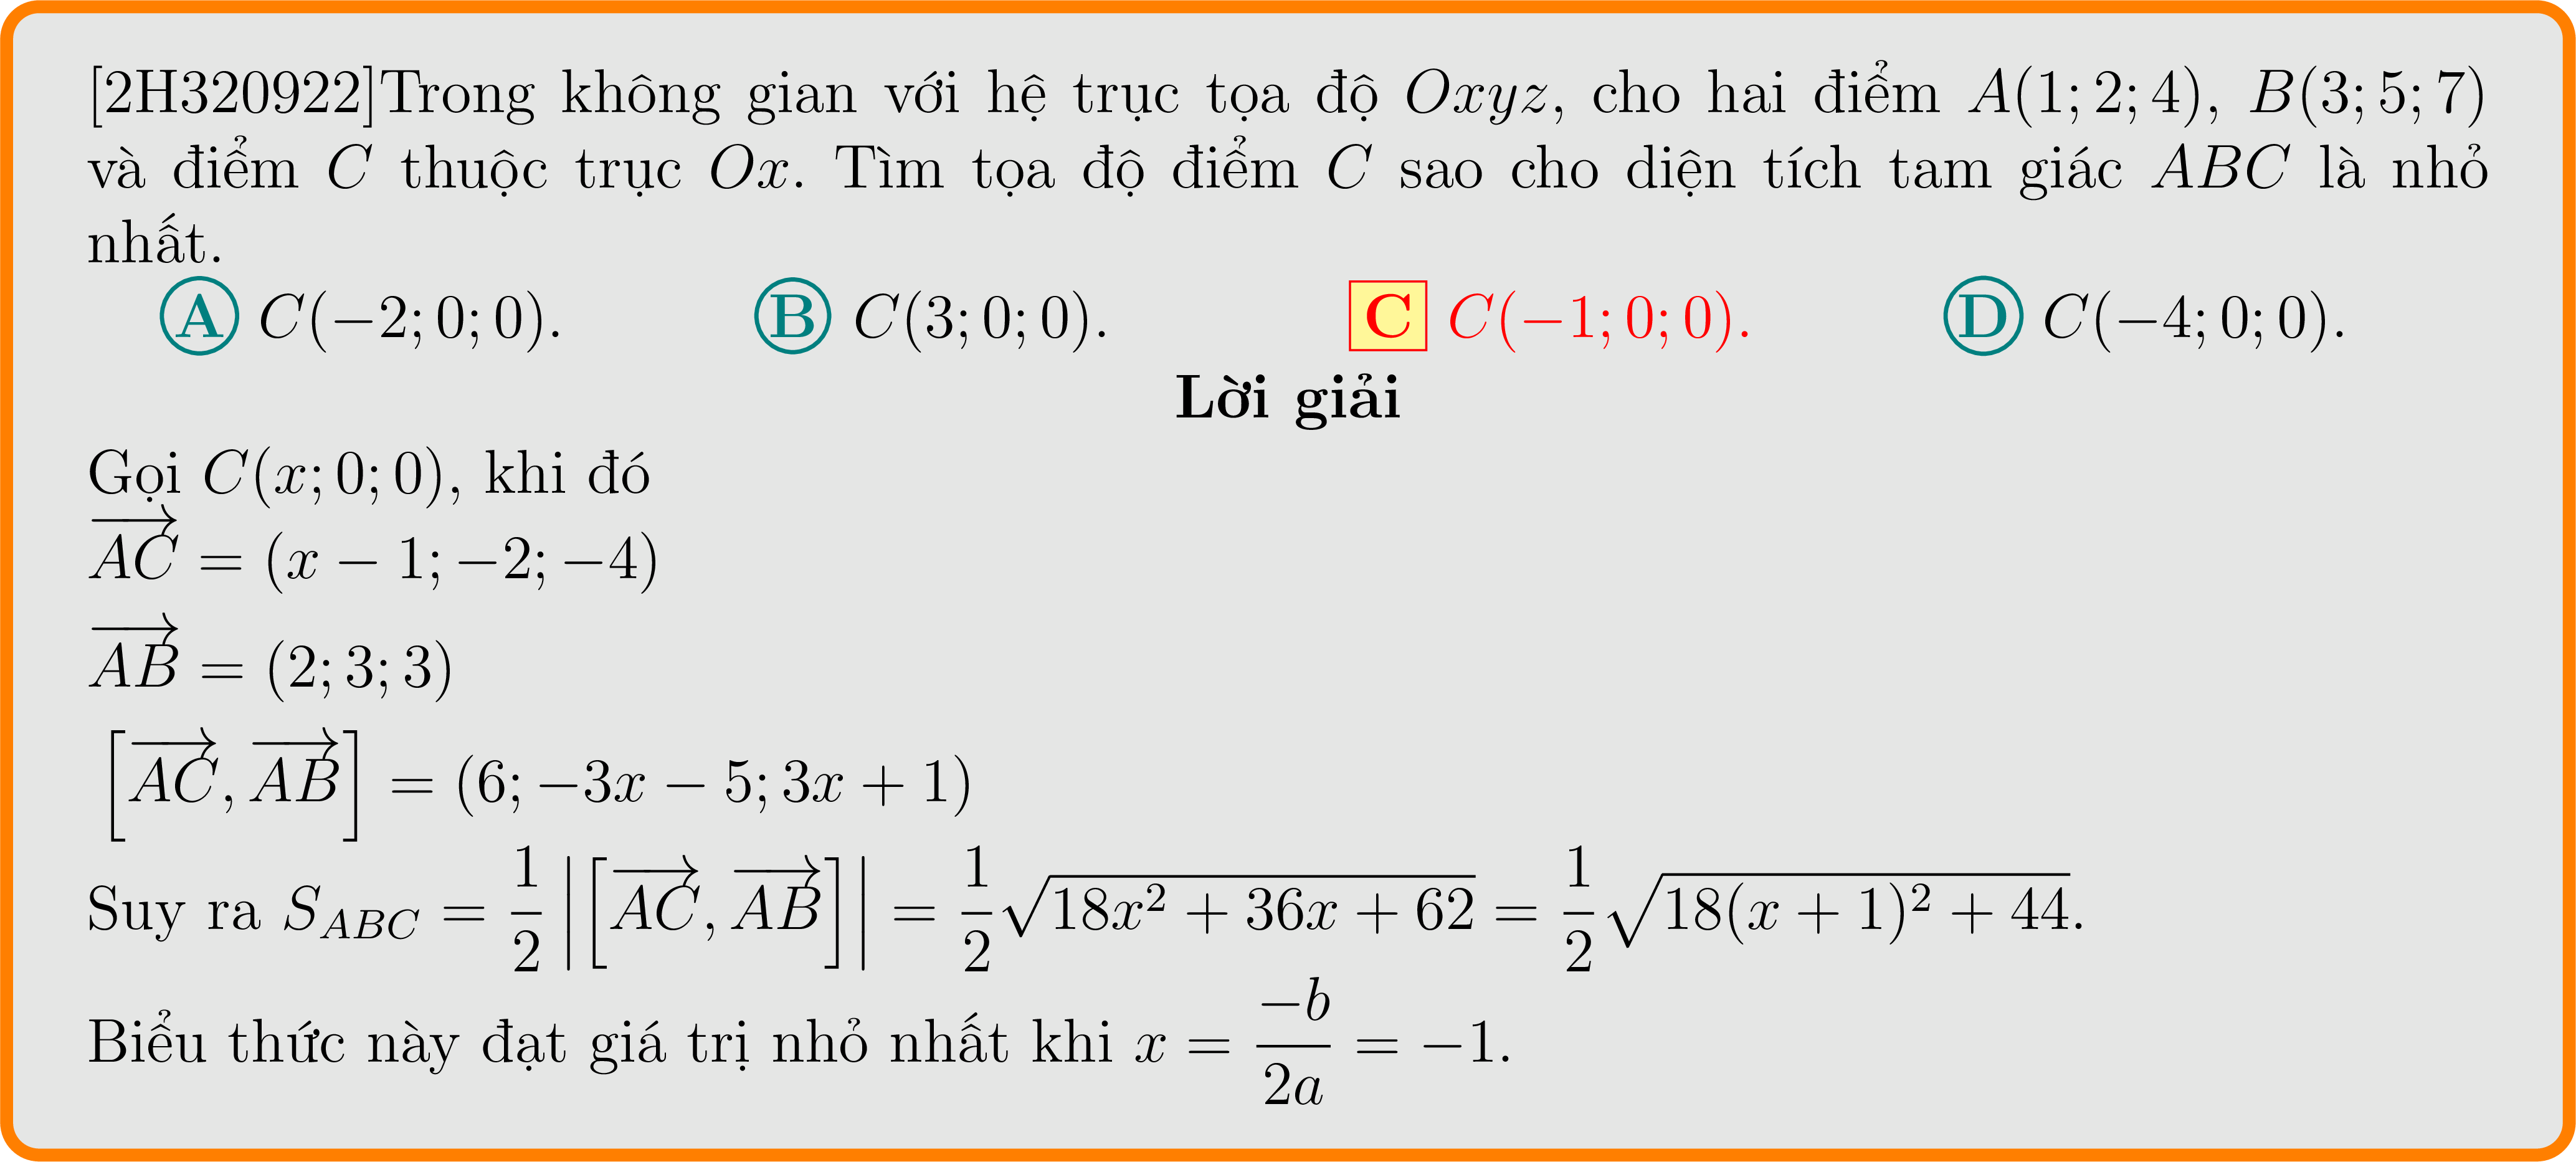 [2H320922]Trong không gian với hệ trục tọa độ Oxyz, cho hai điểm A(1; 2; 4), B(3; 5; 7)
và điểm C thuộc trục Ox. Tìm tọa độ điểm C sao cho diện tích tam giác ABC là nhỏ
nhất.
A C(−2; 0; 0). B C(3; 0; 0). C C(−1; 0; 0). D C(−4; 0; 0).
Lời giải
Gọi C(x; 0; 0), khi đó
$\overrightarrow{AC} = (x − 1; −2; −4)$
$\overrightarrow{AB} = (2; 3; 3)$
$\left[\overrightarrow{AC}, \overrightarrow{AB}\right] = (6; −3x − 5; 3x + 1)$
Suy ra $S_{ABC} = \frac{1}{2}\left|\left[\overrightarrow{AC}, \overrightarrow{AB}\right]\right| = \frac{1}{2}\sqrt{18x^2 + 36x + 62} = \frac{1}{2}\sqrt{18(x + 1)^2 + 44}$.
Biểu thức này đạt giá trị nhỏ nhất khi $x = \frac{−b}{2a} = −1$.